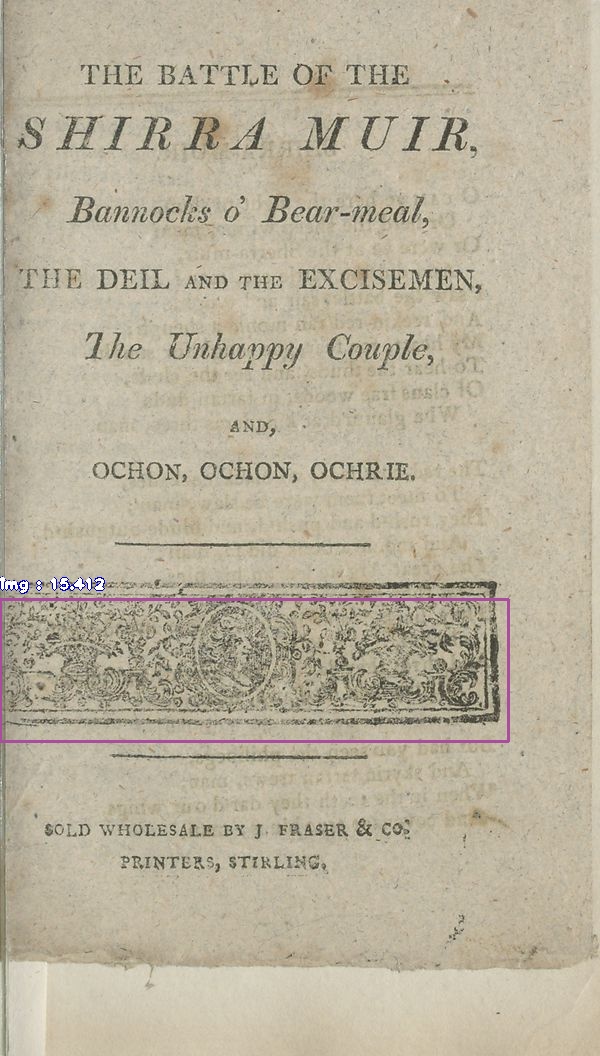 THE BATTLE OF THE
SHIRRA MUIR,
Bannocks o' Bear-meal,
THE DEIL AND THE EXCISEMEN,
The Unhappy Couple,
AND,
OCHON, OCHON, OCHRIE.
Img : 15.412
SOLD WHOLESALE BY J. FRASER & CO.
PRINTERS, STIRLING.